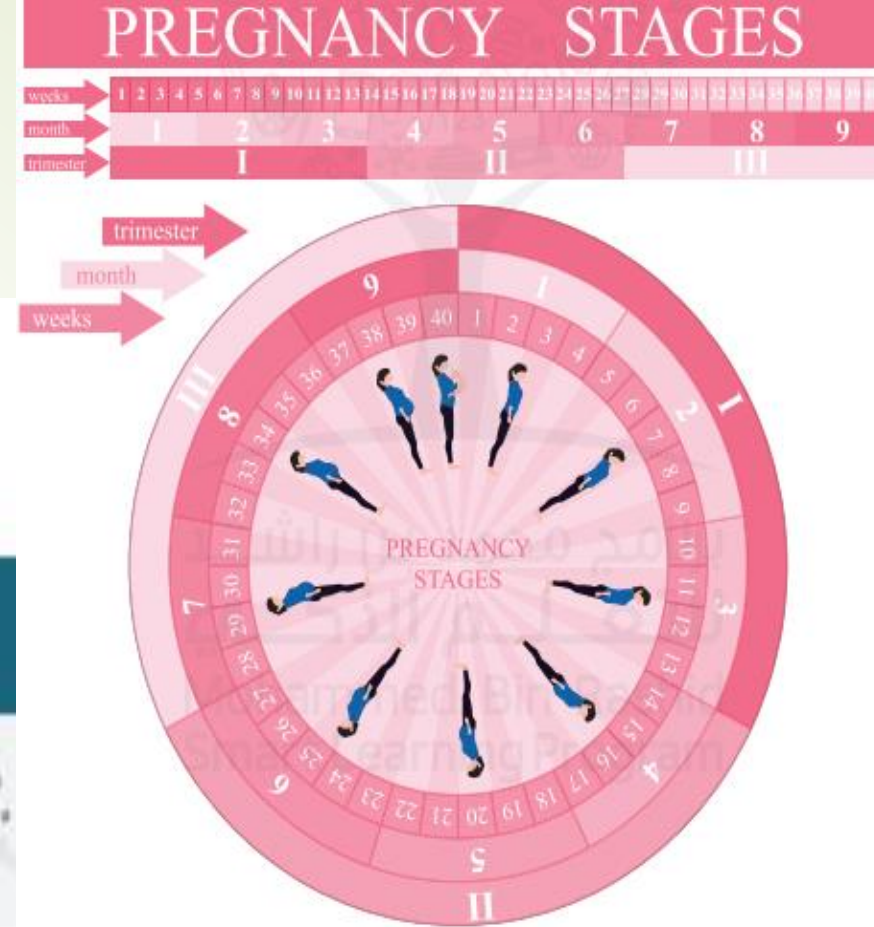 PREGNANCY STAGES
weeks 1 2 3 4 5 6 7 8 9 10 11 12 13 14 15 16 17 18 19 20 21 22 23 24 25 26 27 28 29 30 31 32 33 34 35 36 37 38 39
month 1 2 3 4 5 6 7 8 9
trimester I II III
trimester
month
weeks
I
II
III
1 2 3 4 5 6 7 8 9
1 2 3 4 5 6 7 8 9 10 11 12 13 14 15 16 17 18 19 20 21 22 23 24 25 26 27 28 29 30 31 32 33 34 35 36 37 38 39 40
PREGNANCY
STAGES
Mohammed Bin Rashid
Smart Learning Program